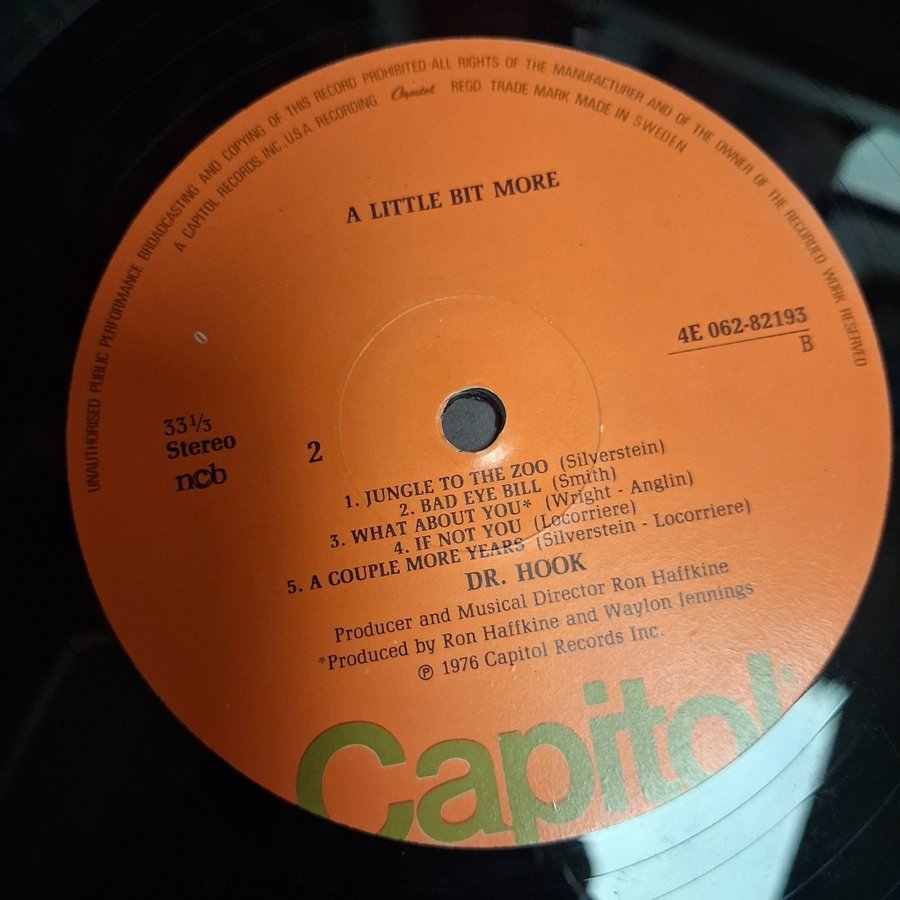 UNAUTHORISED PUBLIC PERFORMANCE BROADCASTING AND COPYING OF THIS RECORD PROHIBITED ALL RIGHTS OF THE MANUFACTURER AND OF THE OWNER OF THE RECORDED WORK RESERVED
A CAPITOL RECORDS, INC., U.S.A. RECORDING Capitol REGD. TRADE MARK MADE IN SWEDEN
A LITTLE BIT MORE
4E 062-82193
B
33 1/3
Stereo
ncb
2
1. JUNGLE TO THE ZOO (Silverstein)
2. BAD EYE BILL (Smith)
3. WHAT ABOUT YOU* (Wright - Anglin)
4. IF NOT YOU (Locorriere)
5. A COUPLE MORE YEARS (Silverstein - Locorriere)
DR. HOOK
Producer and Musical Director Ron Haffkine
*Produced by Ron Haffkine and Waylon Jennings
℗ 1976 Capitol Records Inc.
Capitol®